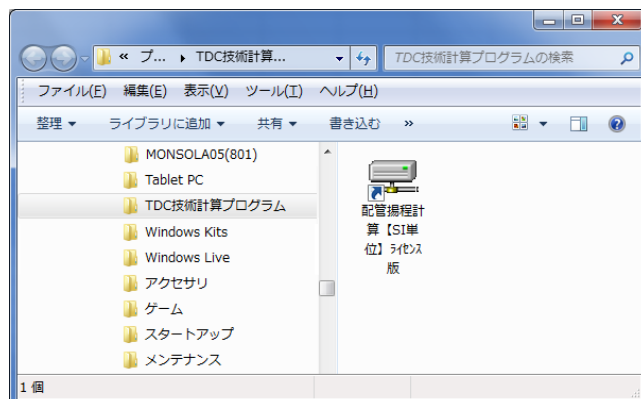 « プ... ▸ TDC技術計算...
TDC技術計算プログラムの検索
ファイル(F) 編集(E) 表示(V) ツール(T) ヘルプ(H)
整理 ▼ ライブラリに追加 ▼ 共有 ▼ 書き込む »
MONSOLA05(801)
Tablet PC
TDC技術計算プログラム
Windows Kits
Windows Live
アクセサリ
ゲーム
スタートアップ
メンテナンス
配管揚程計
算【SI単
位】ライセンス
版
1 個